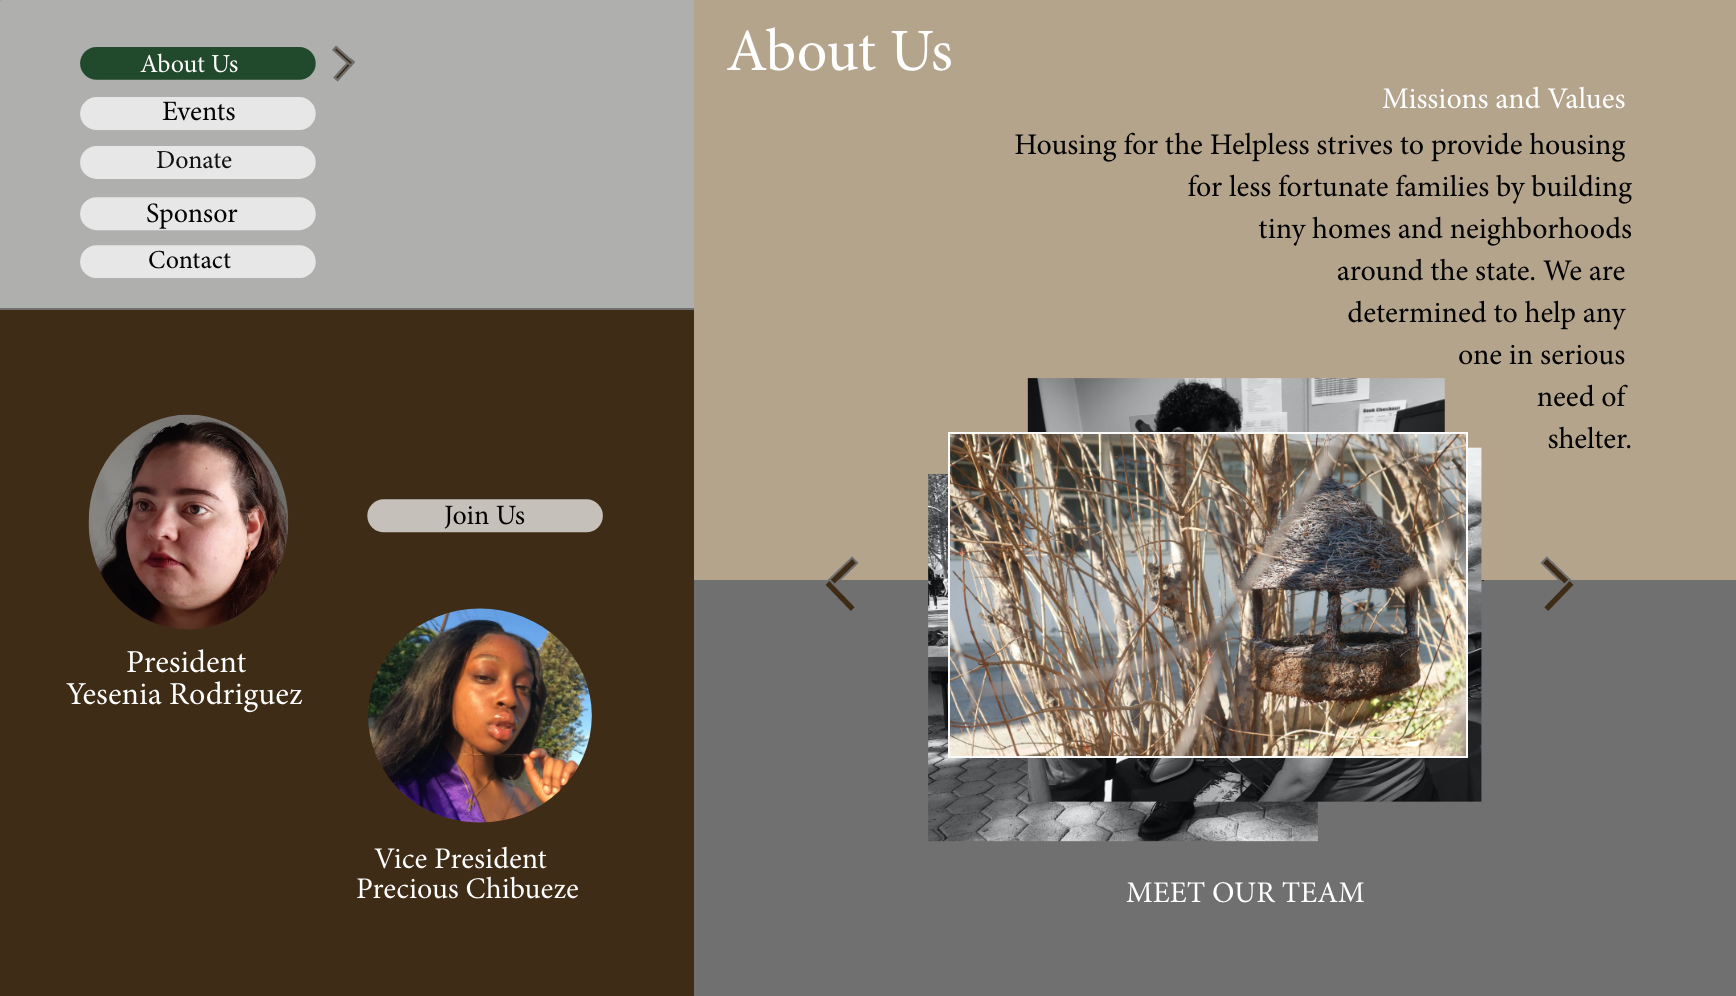 About Us
Events
Donate
Sponsor
Contact
About Us
Missions and Values
Housing for the Helpless strives to provide housing
for less fortunate families by building
tiny homes and neighborhoods
around the state. We are
determined to help any
one in serious
need of
shelter.
Join Us
President
Yesenia Rodriguez
Vice President
Precious Chibueze
MEET OUR TEAM